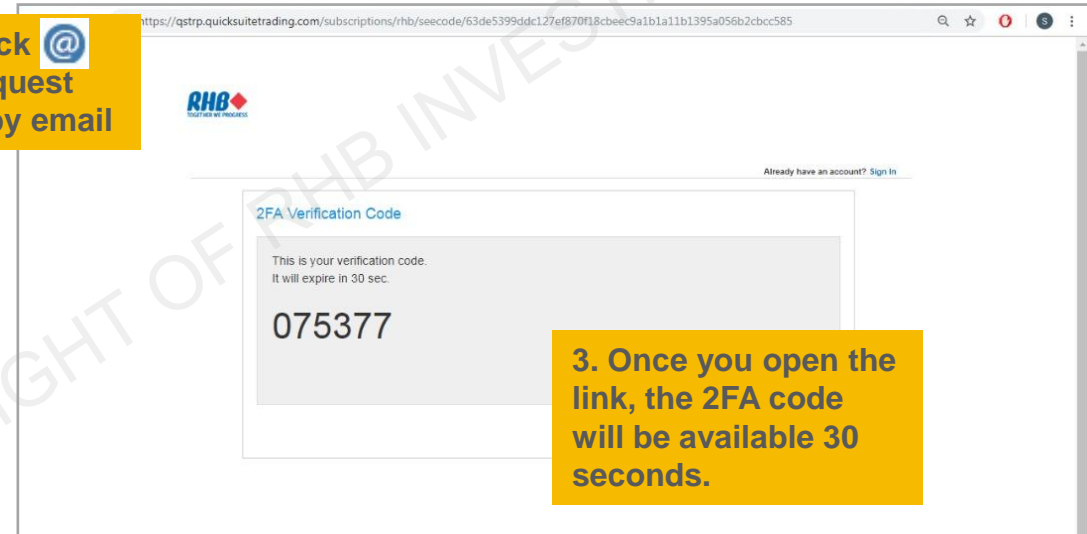 https://qstrp.quicksuitetrading.com/subscriptions/rhb/seecode/63de5399ddc127ef870f18cbeec9a1b1a11b1395a056b2cbcc585
@
by email
RHB
TOGETHER WE PROGRESS
OF RHB
Already have an account? Sign In
2FA Verification Code
This is your verification code.
It will expire in 30 sec.
075377
3. Once you open the
link, the 2FA code
will be available 30
seconds.
S